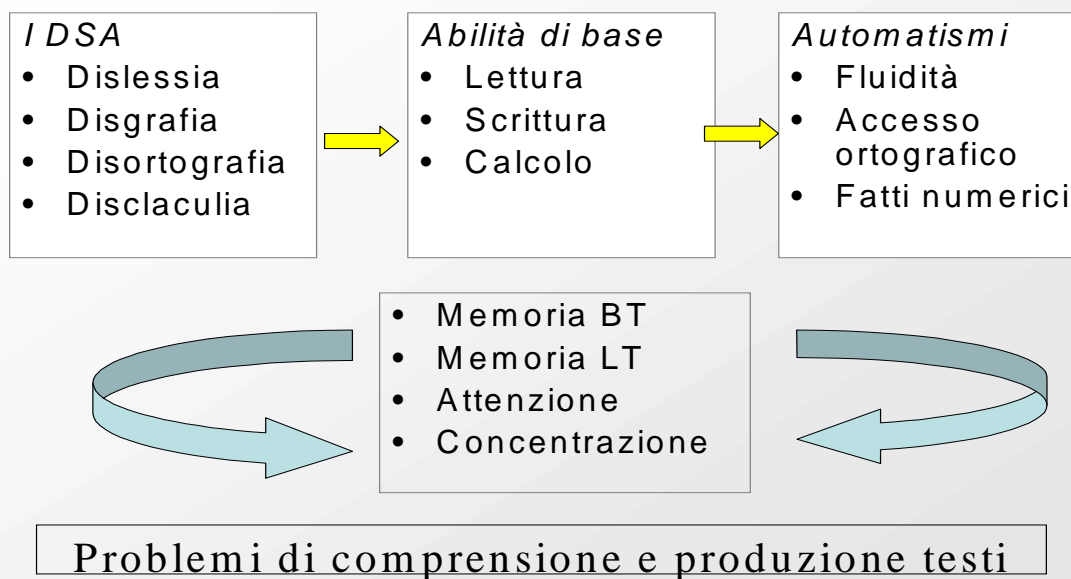 I DSA
• Dislessia
• Disgrafia
• Disortografia
• Disclaculia
Abilità di base
• Lettura
• Scrittura
• Calcolo
Automatismi
• Fluidità
• Accesso
ortografico
• Fatti numerici
• Memoria BT
• Memoria LT
• Attenzione
• Concentrazione
Problemi di comprensione e produzione testi